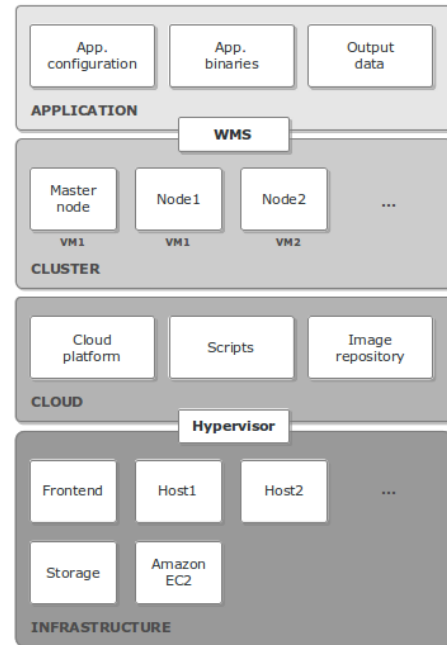 App.
configuration
App.
binaries
Output
data
APPLICATION
WMS
Master
node
Node1
Node2
...
VM1
VM1
VM2
CLUSTER
Cloud
platform
Scripts
Image
repository
CLOUD
Hypervisor
Frontend
Host1
Host2
...
Storage
Amazon
EC2
INFRASTRUCTURE